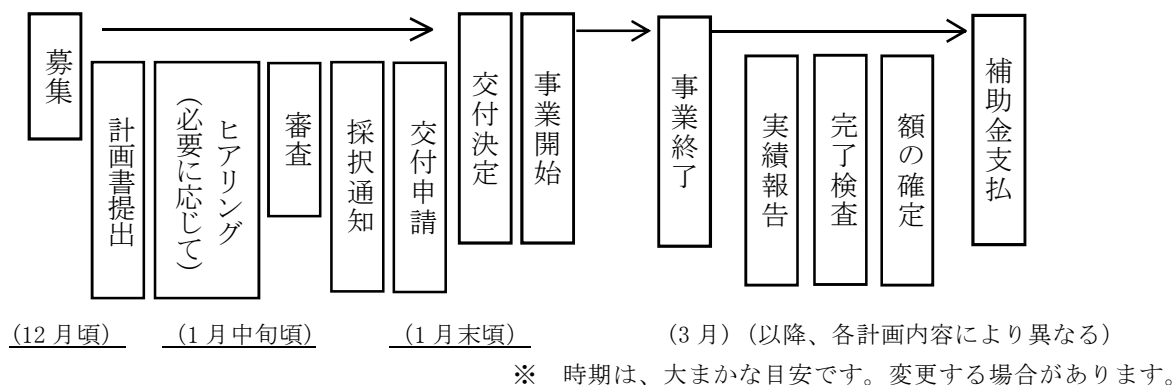 募集
計画書提出
ヒアリング
(必要に応じて)
審査
採択通知
交付申請
交付決定
事業開始
事業終了
実績報告
完了検査
額の確定
補助金支払
(12月頃) (1月中旬頃) (1月末頃) (3月) (以降、各計画内容により異なる)
※ 時期は、大まかな目安です。変更する場合があります。